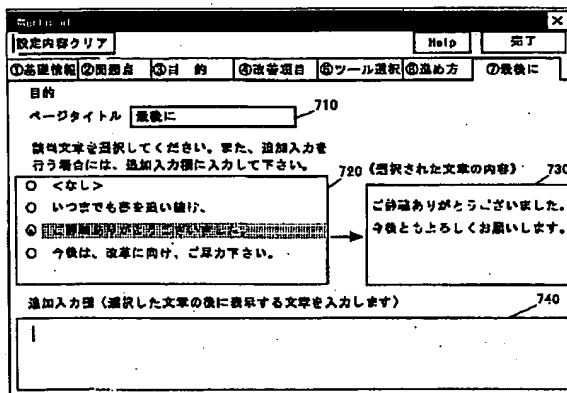 設定内容クリア
Help
完了
①基礎情報 ②問題点 ③目 的 ④改善項目 ⑤ツール選択 ⑥進め方 ⑦最後に
目的
ページタイトル 最後に
710
該当文章を選択してください。また、追加入力を
行う場合には、追加入力欄に入力して下さい。
720
<なし>
いつまでも夢を追い続け、
今後は、改革に向け、ご尽力下さい。
(選択された文章の内容)
730
ご静聴ありがとうございました。
今後ともよろしくお願いします。
追加入力欄(選択した文章の後に表示する文章を入力します)
740